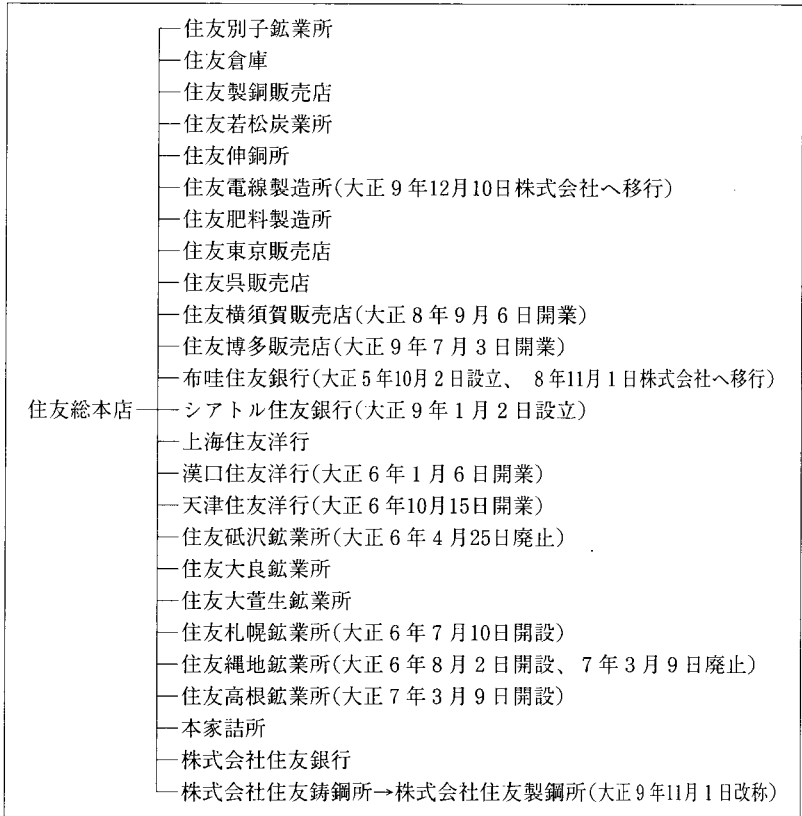 住友別子鉱業所
住友倉庫
住友製銅販売店
住友若松炭業所
住友伸銅所
住友電線製造所(大正9年12月10日株式会社へ移行)
住友肥料製造所
住友東京販売店
住友呉販売店
住友横須賀販売店(大正8年9月6日開業)
住友博多販売店(大正9年7月3日開業)
布哇住友銀行(大正5年10月2日設立、 8年11月1日株式会社へ移行)
住友総本店 シアトル住友銀行(大正9年1月2日設立)
上海住友洋行
漢口住友洋行(大正6年1月6日開業)
天津住友洋行(大正6年10月15日開業)
住友砥沢鉱業所(大正6年4月25日廃止)
住友大良鉱業所
住友大萱生鉱業所
住友札幌鉱業所(大正6年7月10日開設)
住友縄地鉱業所(大正6年8月2日開設、7年3月9日廃止)
住友高根鉱業所(大正7年3月9日開設)
本家詰所
株式会社住友銀行
株式会社住友鋳鋼所→株式会社住友製鋼所(大正9年11月1日改称)